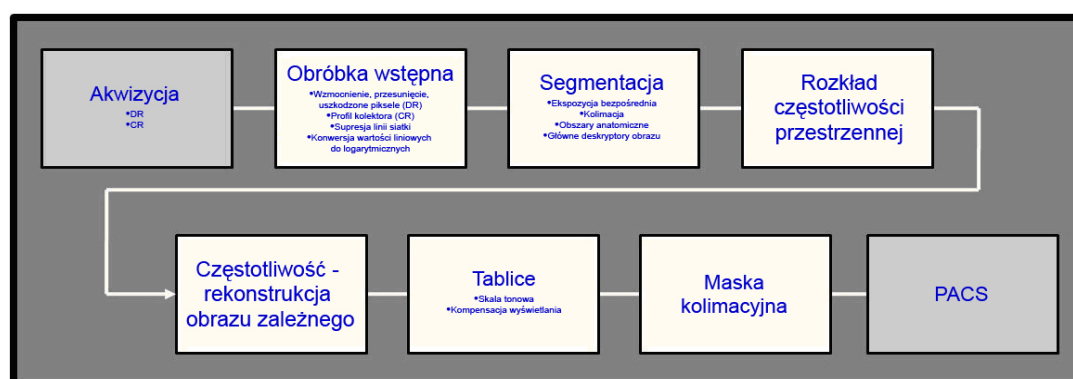 Akwizycja
•DR
•CR
Obróbka wstępna
•Wzmocnienie, przesunięcie,
uszkodzone piksele (DR)
•Profil kolektora (CR)
•Supresja linii siatki
•Konwersja wartości liniowych
do logarytmicznych
Segmentacja
•Ekspozycja bezpośrednia
•Kolimacja
•Obszary anatomiczne
•Główne deskryptory obrazu
Rozkład
częstotliwości
przestrzennej
Częstotliwość -
rekonstrukcja
obrazu zależnego
Tablice
•Skala tonowa
•Kompensacja wyświetlania
Maska
kolimacyjna
PACS